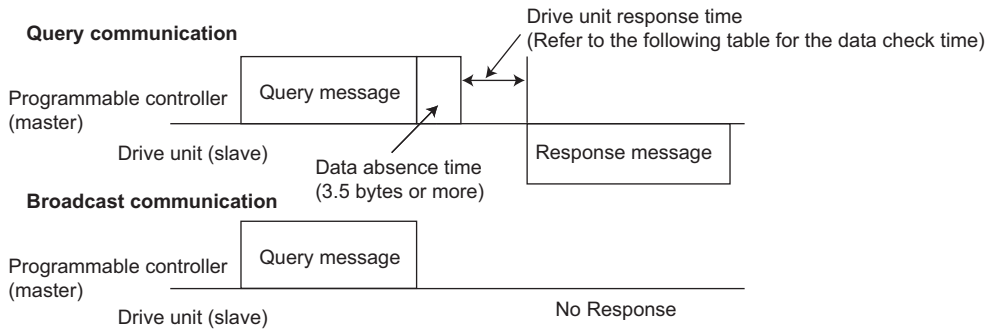 Drive unit response time
(Refer to the following table for the data check time)
Query communication
Programmable controller
(master)
Query message
Drive unit (slave)
Data absence time
(3.5 bytes or more)
Response message
Broadcast communication
Programmable controller
(master)
Query message
Drive unit (slave)
No Response